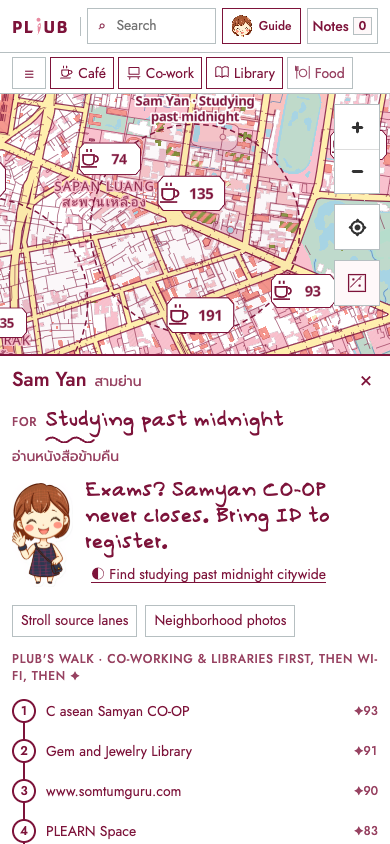 PLUB
Search
Guide
Notes 0
Café
Co-work
Library
Food
Sam Yan · Studying
past midnight
74
SAPAN LUANG
สะพานเหลือง
135
93
191
35
RAK
Sam Yan สามย่าน
FOR Studying past midnight
อ่านหนังสือข้ามคืน
Exams? Samyan CO-OP
never closes. Bring ID to
register.
Find studying past midnight citywide
Stroll source lanes
Neighborhood photos
PLUB'S WALK · CO-WORKING & LIBRARIES FIRST, THEN WI-
FI, THEN ✦
1 C asean Samyan CO-OP ✦93
2 Gem and Jewelry Library ✦91
3 www.somtumguru.com ✦90
4 PLEARN Space ✦83